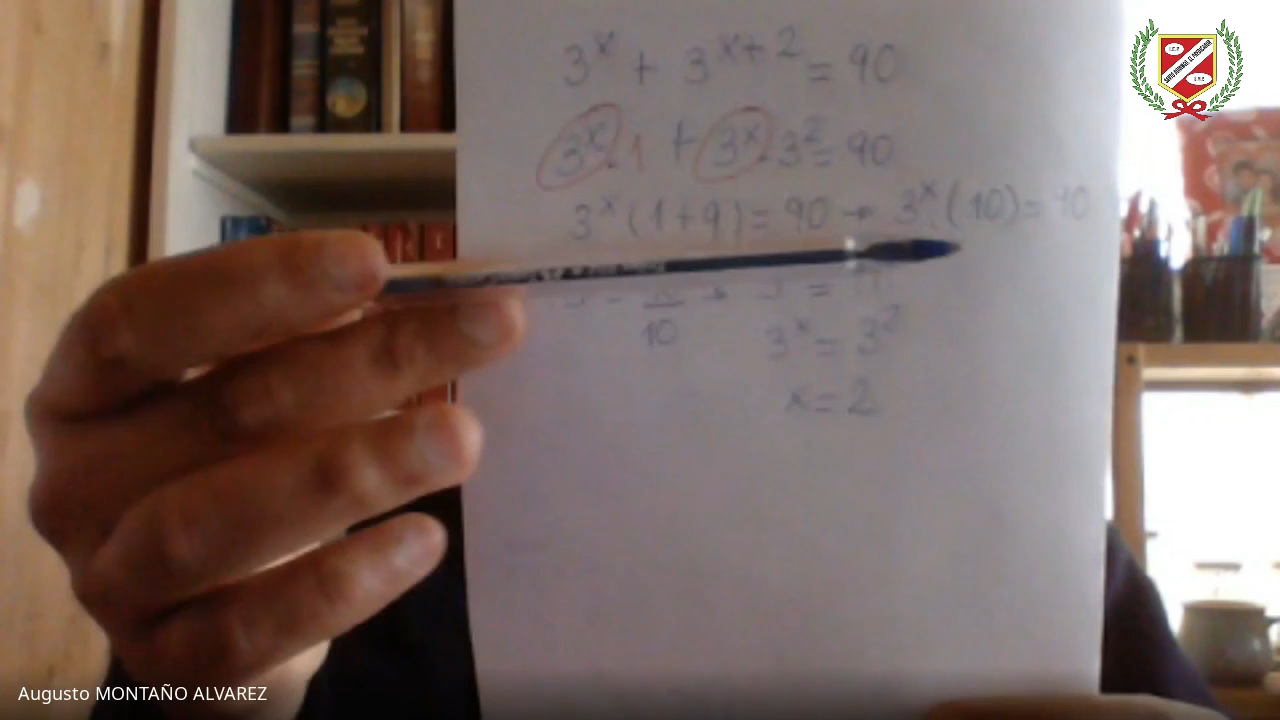 3^x + 3^x+2 = 90
3^x . 1 + 3^x . 3^2 = 90
3^x (1+9) = 90 → 3^x (10) = 90
10
3^x = 3^2
x = 2
Augusto MONTAÑO ALVAREZ